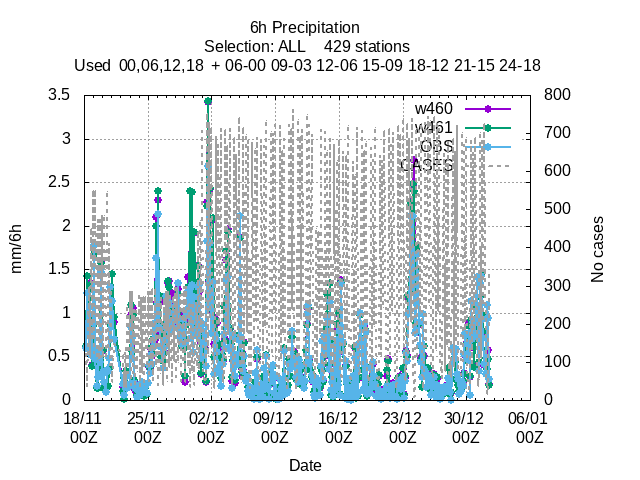 6h Precipitation
Selection: ALL    429 stations
Used  00,06,12,18  + 06-00 09-03 12-06 15-09 18-12 21-15 24-18
3.5
3
2.5
2
1.5
1
0.5
0
mm/6h
800
700
600
500
400
300
200
100
0
No cases
w460
w461
OBS
CASES
18/11 25/11 02/12 09/12 16/12 23/12 30/12 06/01
00Z 00Z 00Z 00Z 00Z 00Z 00Z 00Z
Date